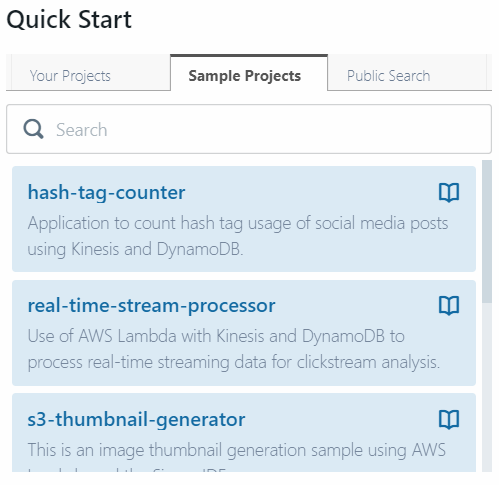 Quick Start
Your Projects
Sample Projects
Public Search
Search
hash-tag-counter
Application to count hash tag usage of social media posts
using Kinesis and DynamoDB.
real-time-stream-processor
Use of AWS Lambda with Kinesis and DynamoDB to
process real-time streaming data for clickstream analysis.
s3-thumbnail-generator
This is an image thumbnail generation sample using AWS